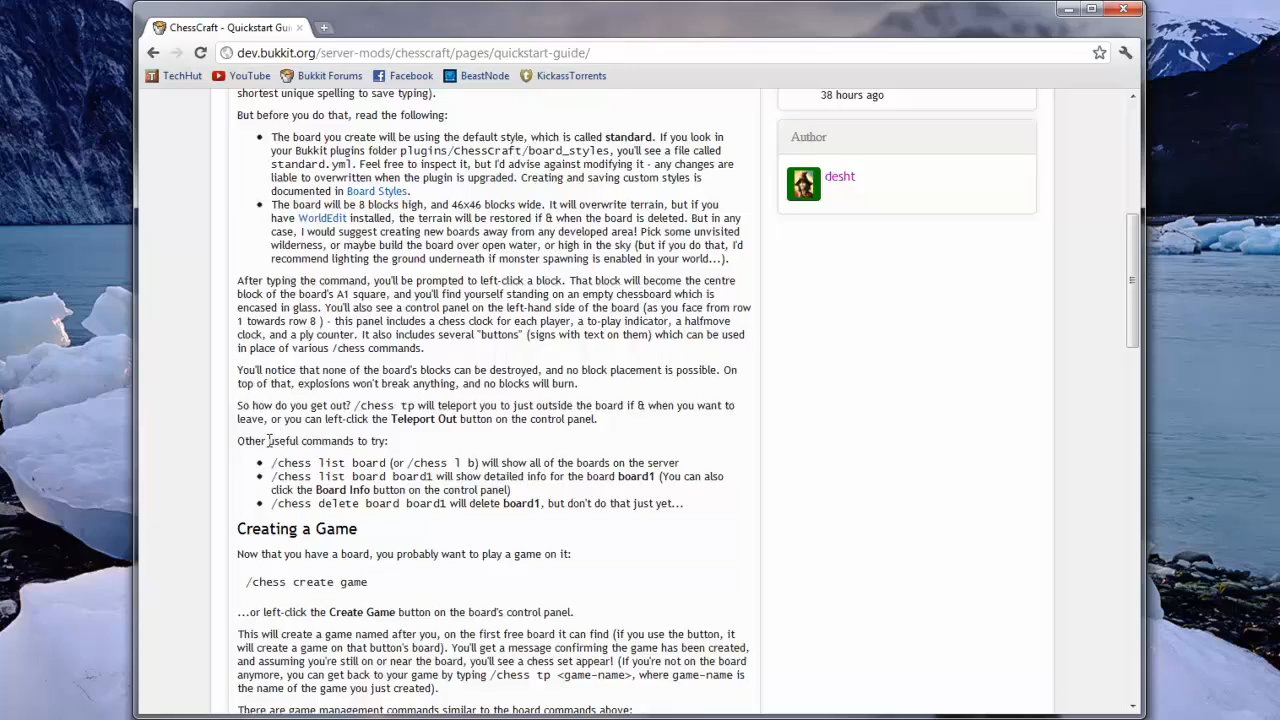 ChessCraft - Quickstart Gui
dev.bukkit.org/server-mods/chesscraft/pages/quickstart-guide/
TechHut YouTube Bukkit Forums Facebook BeastNode KickassTorrents
shortest unique spelling to save typing).
But before you do that, read the following:
The board you create will be using the default style, which is called standard. If you look in
your Bukkit plugins folder plugins/ChessCraft/board_styles, you'll see a file called
standard.yml. Feel free to inspect it, but I'd advise against modifying it - any changes are
liable to overwritten when the plugin is upgraded. Creating and saving custom styles is
documented in Board Styles.
The board will be 8 blocks high, and 46x46 blocks wide. It will overwrite terrain, but if you
have WorldEdit installed, the terrain will be restored if & when the board is deleted. But in any
case, I would suggest creating new boards away from any developed area! Pick some unvisited
wilderness, or maybe build the board over open water, or high in the sky (but if you do that, I'd
recommend lighting the ground underneath if monster spawning is enabled in your world...).
After typing the command, you'll be prompted to left-click a block. That block will become the centre
block of the board's A1 square, and you'll find yourself standing on an empty chessboard which is
encased in glass. You'll also see a control panel on the left-hand side of the board (as you face from row
1 towards row 8 ) - this panel includes a chess clock for each player, a to-play indicator, a halfmove
clock, and a ply counter. It also includes several "buttons" (signs with text on them) which can be used
in place of various /chess commands.
You'll notice that none of the board's blocks can be destroyed, and no block placement is possible. On
top of that, explosions won't break anything, and no blocks will burn.
So how do you get out? /chess tp will teleport you to just outside the board if & when you want to
leave, or you can left-click the Teleport Out button on the control panel.
Other useful commands to try:
/chess list board (or /chess l b) will show all of the boards on the server
/chess list board board1 will show detailed info for the board board1 (You can also
click the Board Info button on the control panel)
/chess delete board board1 will delete board1, but don't do that just yet...
Creating a Game
Now that you have a board, you probably want to play a game on it:
/chess create game
...or left-click the Create Game button on the board's control panel.
This will create a game named after you, on the first free board it can find (if you use the button, it
will create a game on that button's board). You'll get a message confirming the game has been created,
and assuming you're still on or near the board, you'll see a chess set appear! (If you're not on the board
anymore, you can get back to your game by typing /chess tp <game-name>, where game-name is
the name of the game you just created).
There are game management commands similar to the board commands above:
38 hours ago
Author
desht